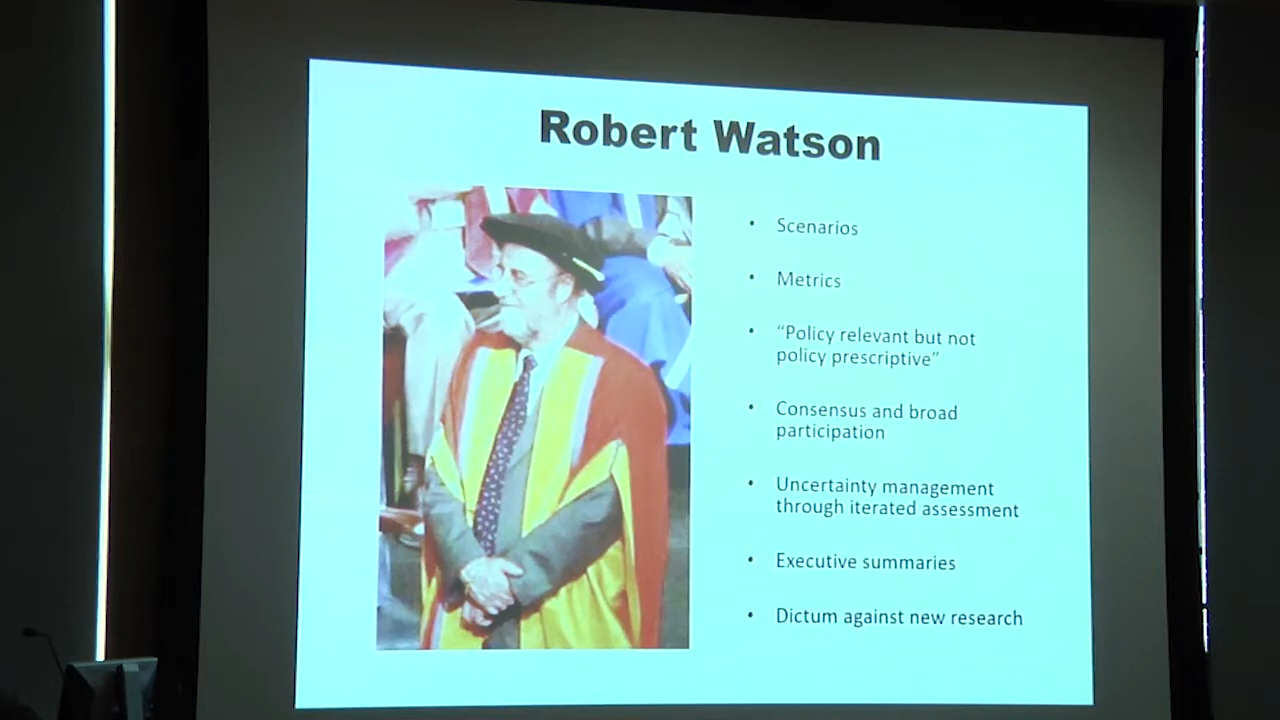 Robert Watson
• Scenarios
• Metrics
• “Policy relevant but not
policy prescriptive”
• Consensus and broad
participation
• Uncertainty management
through iterated assessment
• Executive summaries
• Dictum against new research